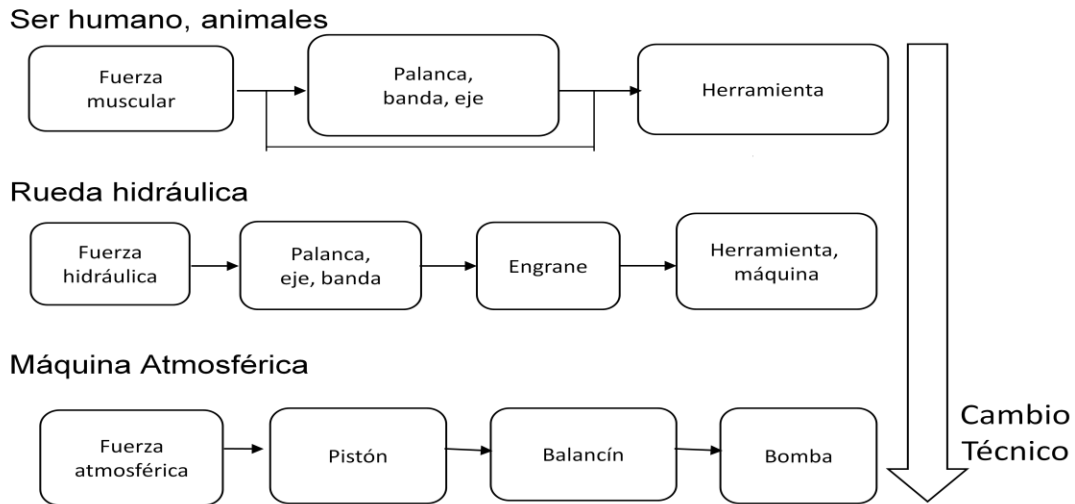 Ser humano, animales
Fuerza
muscular
Palanca,
banda, eje
Herramienta
Rueda hidráulica
Fuerza
hidráulica
Palanca,
eje, banda
Engrane
Herramienta,
máquina
Máquina Atmosférica
Fuerza
atmosférica
Pistón
Balancín
Bomba
Cambio
Técnico